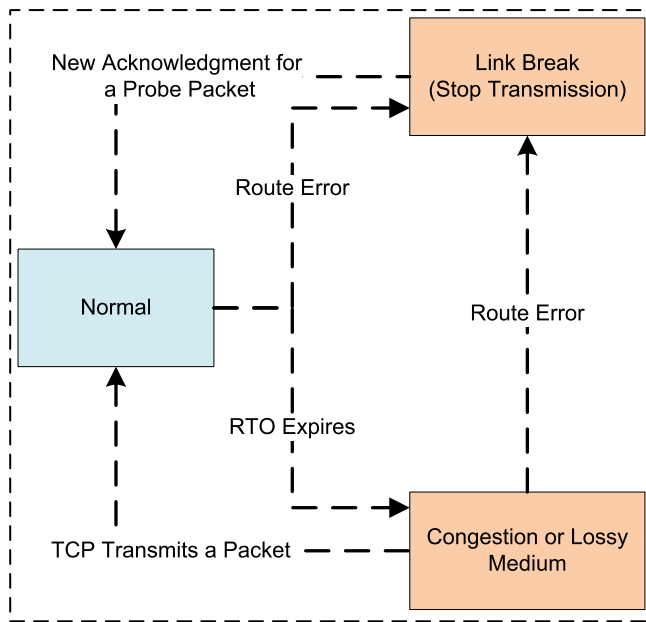 New Acknowledgment for
a Probe Packet
Link Break
(Stop Transmission)
Route Error
Normal
Route Error
RTO Expires
TCP Transmits a Packet
Congestion or Lossy
Medium